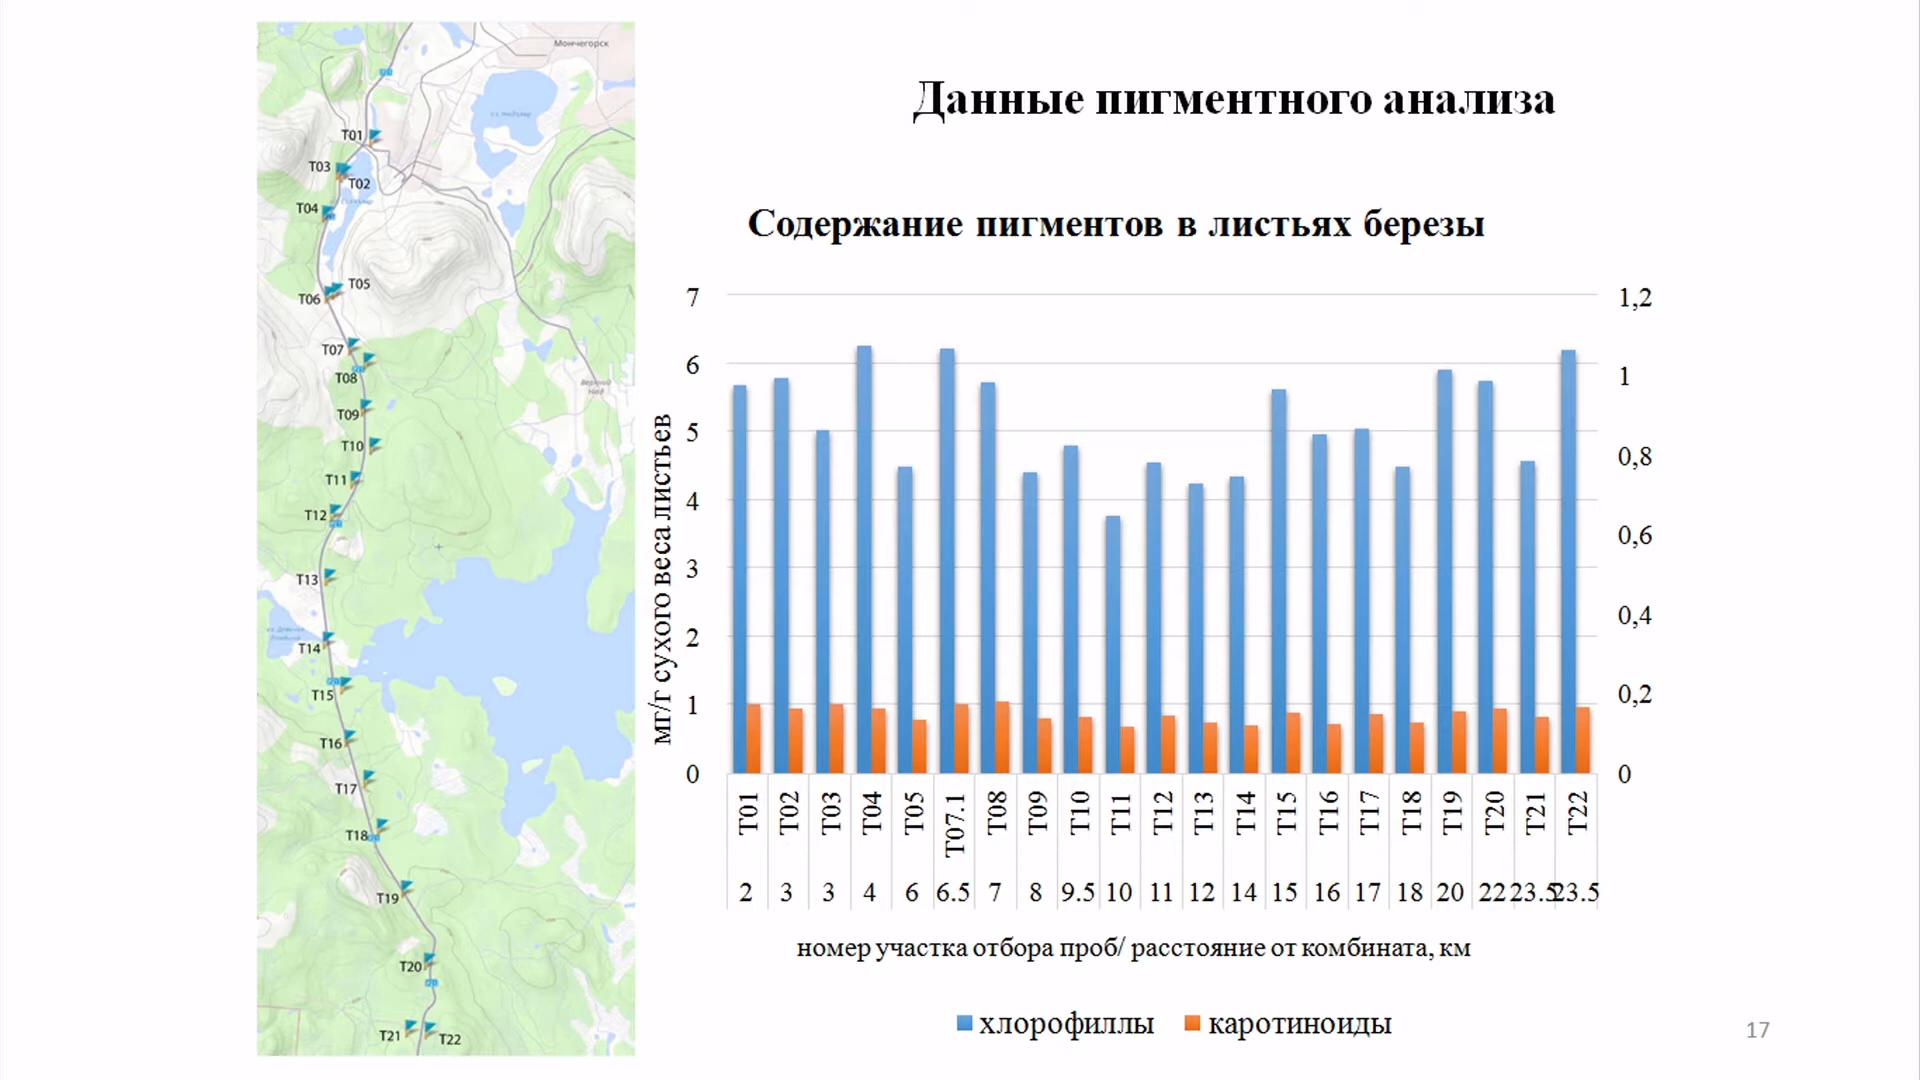 Данные пигментного анализа
Мончегорск
T01
T03
T02
T04
T05
T06
T07
T08
T09
T10
T11
T12
T13
T14
T15
T16
T17
T18
T19
T20
T21
T22
Содержание пигментов в листьях березы
мг/г сухого веса листьев
7
6
5
4
3
2
1
0
1,2
1
0,8
0,6
0,4
0,2
0
T01 T02 T03 T04 T05 T07.1 T08 T09 T10 T11 T12 T13 T14 T15 T16 T17 T18 T19 T20 T21 T22
2 3 3 4 6 6.5 7 8 9.5 10 11 12 14 15 16 17 18 20 22 23.5 23.5
номер участка отбора проб/ расстояние от комбината, км
хлорофиллы каротиноиды
17